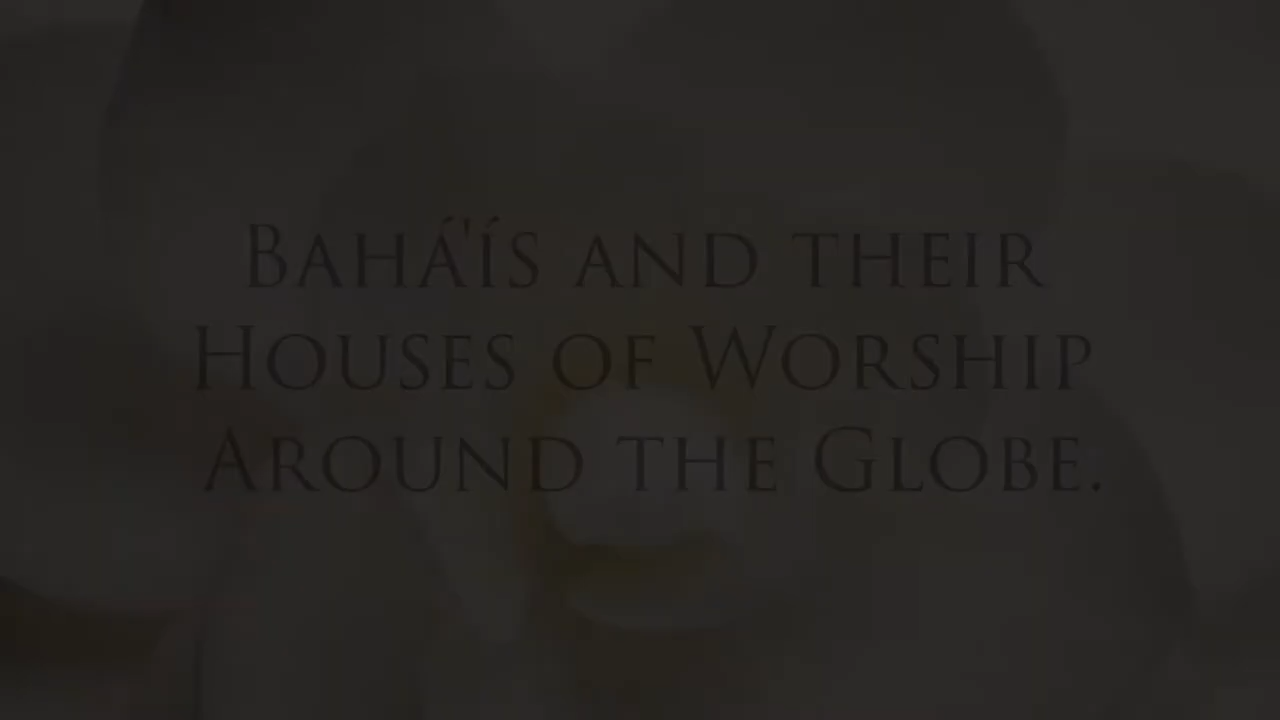 Bahá'ís and their
Houses of Worship
Around the Globe.